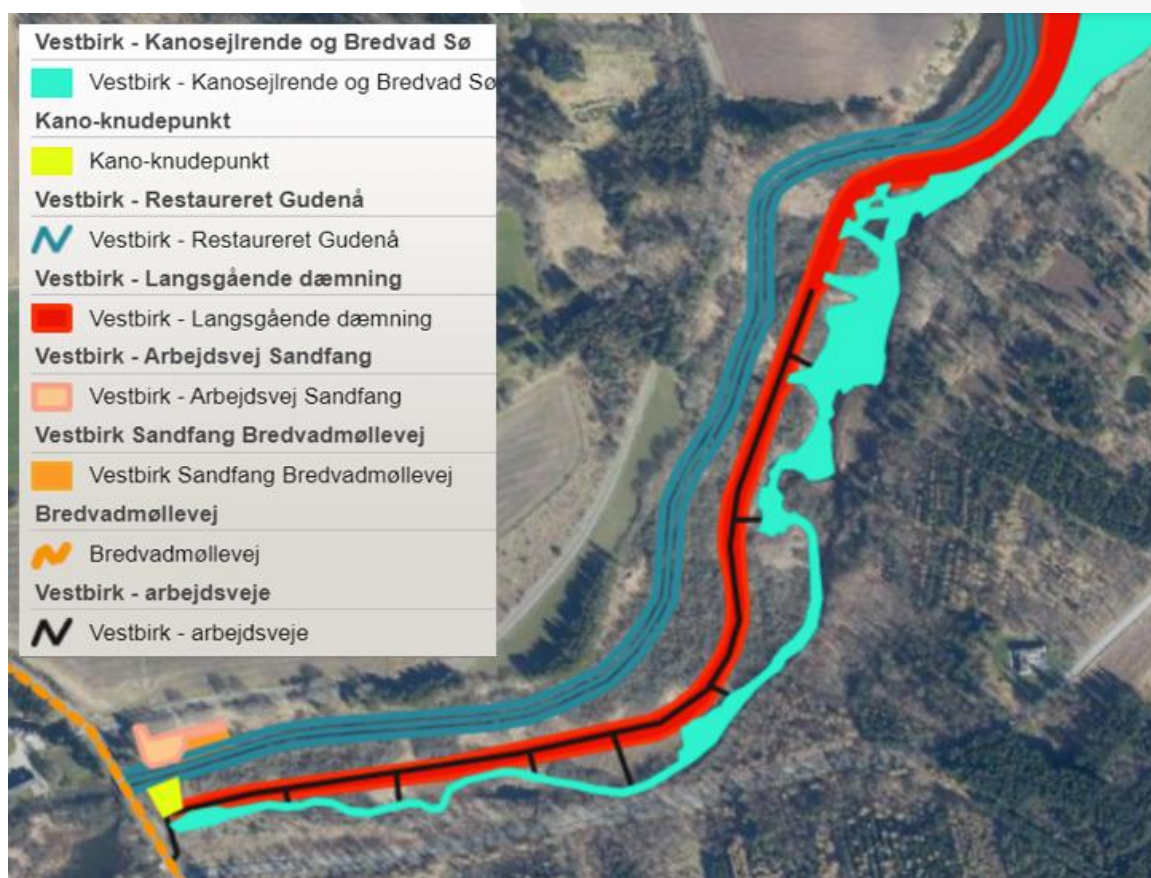 Vestbirk - Kanosejlrende og Bredvad Sø
Vestbirk - Kanosejlrende og Bredvad Sø
Kano-knudepunkt
Kano-knudepunkt
Vestbirk - Restaureret Gudenå
Vestbirk - Restaureret Gudenå
Vestbirk - Langsgående dæmning
Vestbirk - Langsgående dæmning
Vestbirk - Arbejdsvej Sandfang
Vestbirk - Arbejdsvej Sandfang
Vestbirk Sandfang Bredvadmøllevej
Vestbirk Sandfang Bredvadmøllevej
Bredvadmøllevej
Bredvadmøllevej
Vestbirk - arbejdsveje
Vestbirk - arbejdsveje